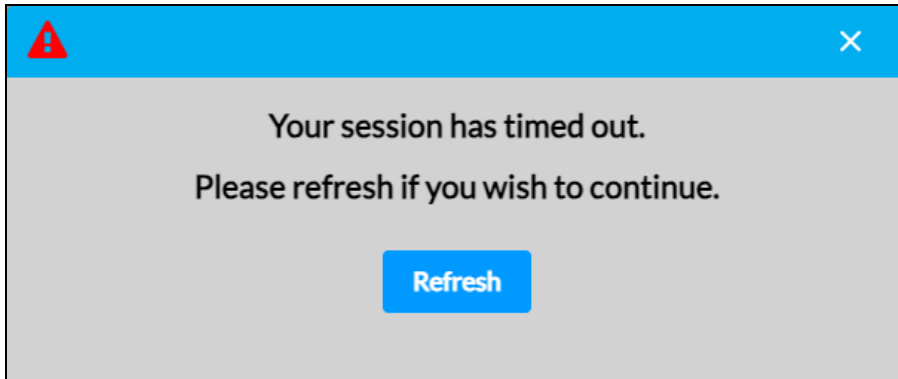 Your session has timed out.
Please refresh if you wish to continue.
Refresh